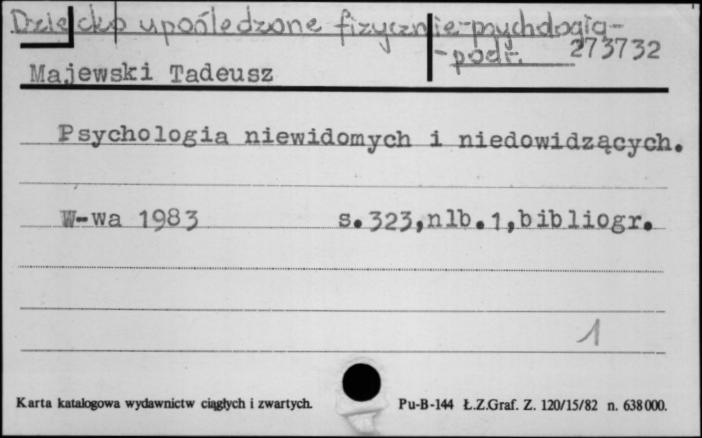 Dziecko upośledzone fizycznie-psychologia-
-podr. 273732
Majewski Tadeusz
Psychologia niewidomych i niedowidzących.
W-wa 1983 s.323,nlb.1,bibliogr.
1
Karta katalogowa wydawnictw ciągłych i zwartych. Pu-B-144 Ł.Z.Graf. Z. 120/15/82 n. 638000.